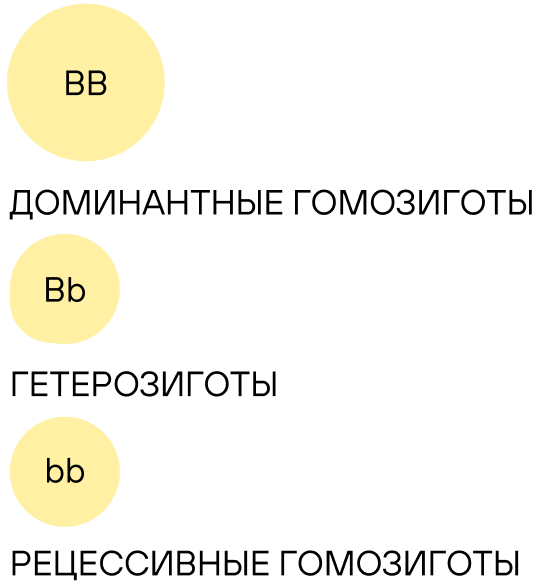 BB
ДОМИНАНТНЫЕ ГОМОЗИГОТЫ
Bb
ГЕТЕРОЗИГОТЫ
bb
РЕЦЕССИВНЫЕ ГОМОЗИГОТЫ